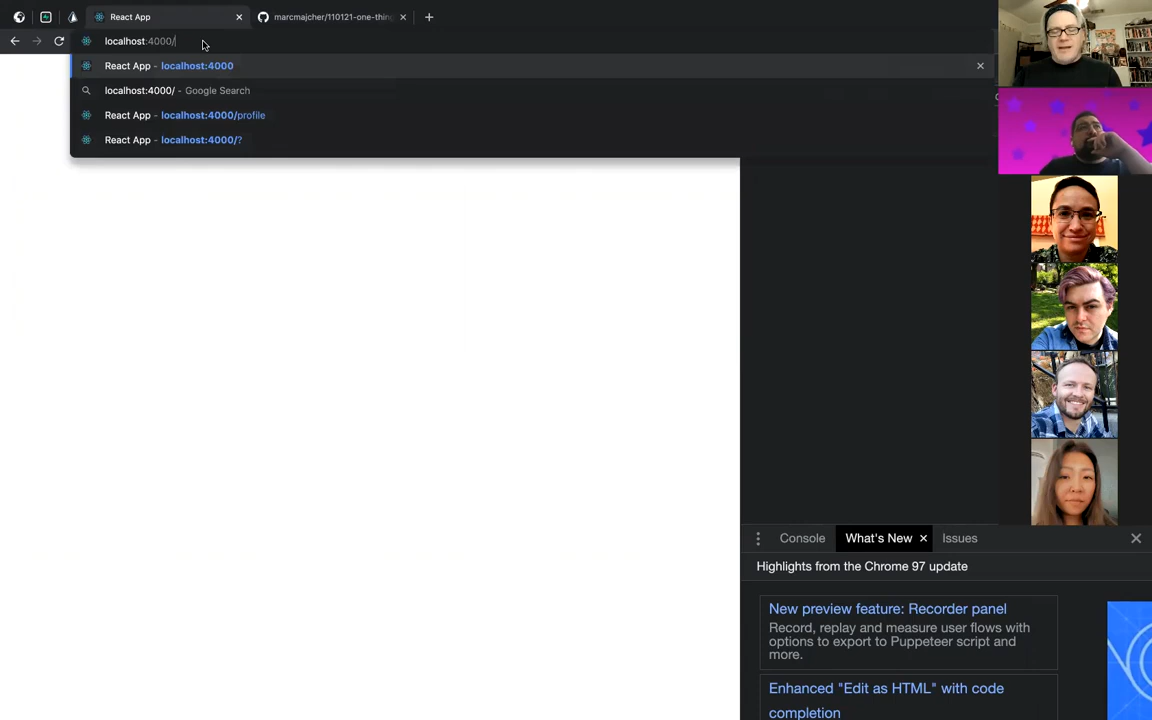 React App
marcmajcher/110121-one-thin
localhost:4000/
React App - localhost:4000
localhost:4000/ - Google Search
React App - localhost:4000/profile
React App - localhost:4000/?
Console
What's New
Issues
Highlights from the Chrome 97 update
New preview feature: Recorder panel
Record, replay and measure user flows with
options to export to Puppeteer script and
more.
Enhanced "Edit as HTML" with code
completion